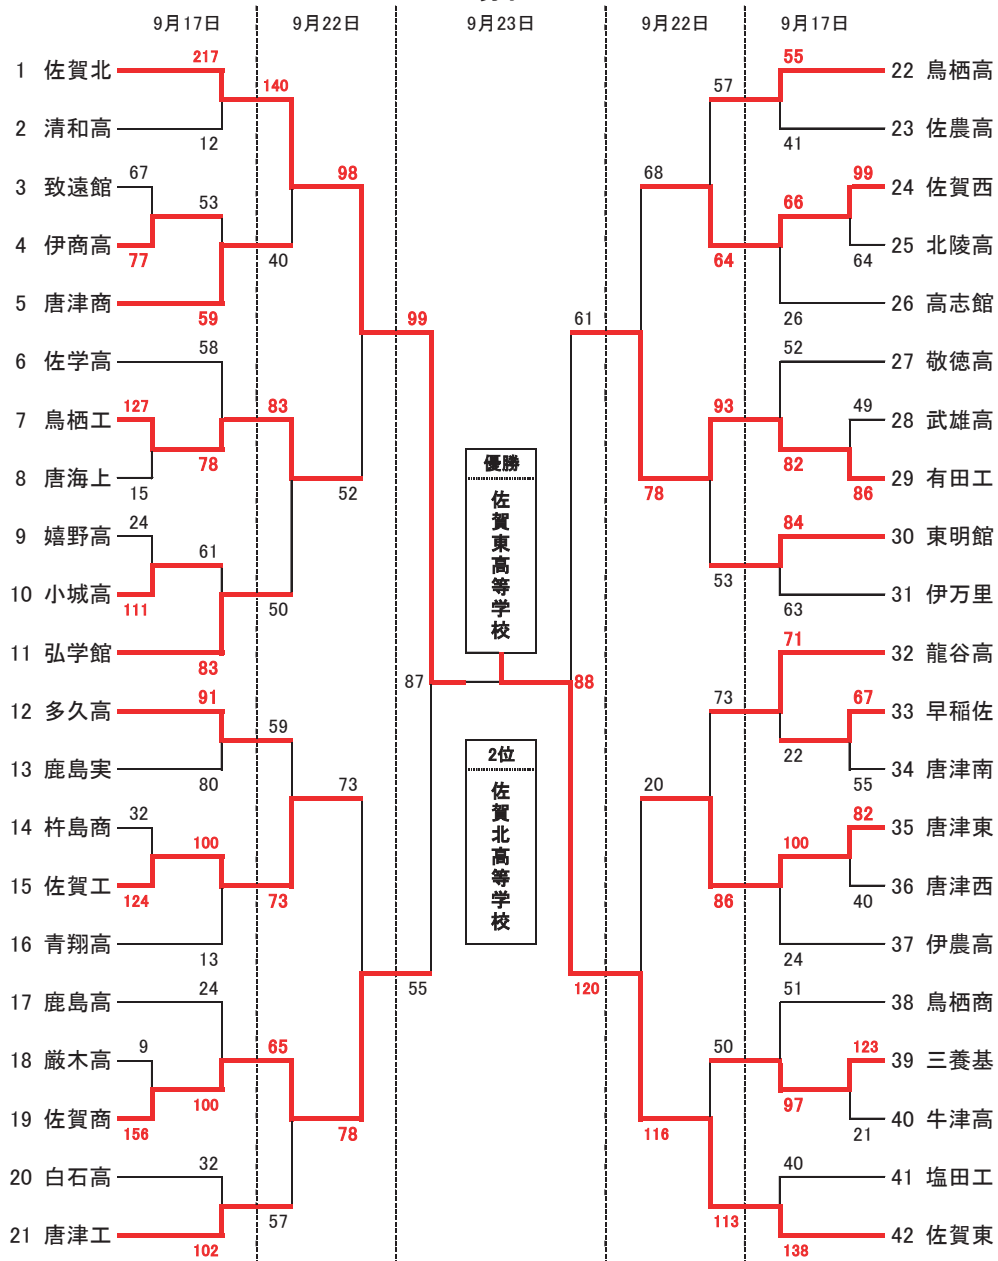 9月17日 9月22日 9月23日 9月22日 9月17日
217
1 佐賀北
140
2 清和高
12
67
3 致遠館
98
53
4 伊商高
77
40
5 唐津商
59
99
58
6 佐学高
127
7 鳥栖工
83
78
8 唐海上
15
52
24
9 嬉野高
61
10 小城高
111
50
11 弘学館
83
87
91
12 多久高
59
13 鹿島実
80
73
32
14 杵島商
100
15 佐賀工
124
73
16 青翔高
13
55
24
17 鹿島高
9
18 厳木高
65
100
19 佐賀商
156
78
32
20 白石高
57
21 唐津工
102
優勝
佐賀東高等学校
2位
佐賀北高等学校
55
22 鳥栖高
57
23 佐農高
41
99
24 佐賀西
68
66
25 北陵高
64
64
26 高志館
26
61
52
27 敬徳高
49
28 武雄高
93
82
29 有田工
86
78
84
30 東明館
53
31 伊万里
63
71
32 龍谷高
88
67
33 早稲佐
73
22
34 唐津南
55
20
82
35 唐津東
100
36 唐津西
40
86
37 伊農高
24
120
51
38 鳥栖商
123
39 三養基
50
97
40 牛津高
21
116
40
41 塩田工
113
42 佐賀東
138